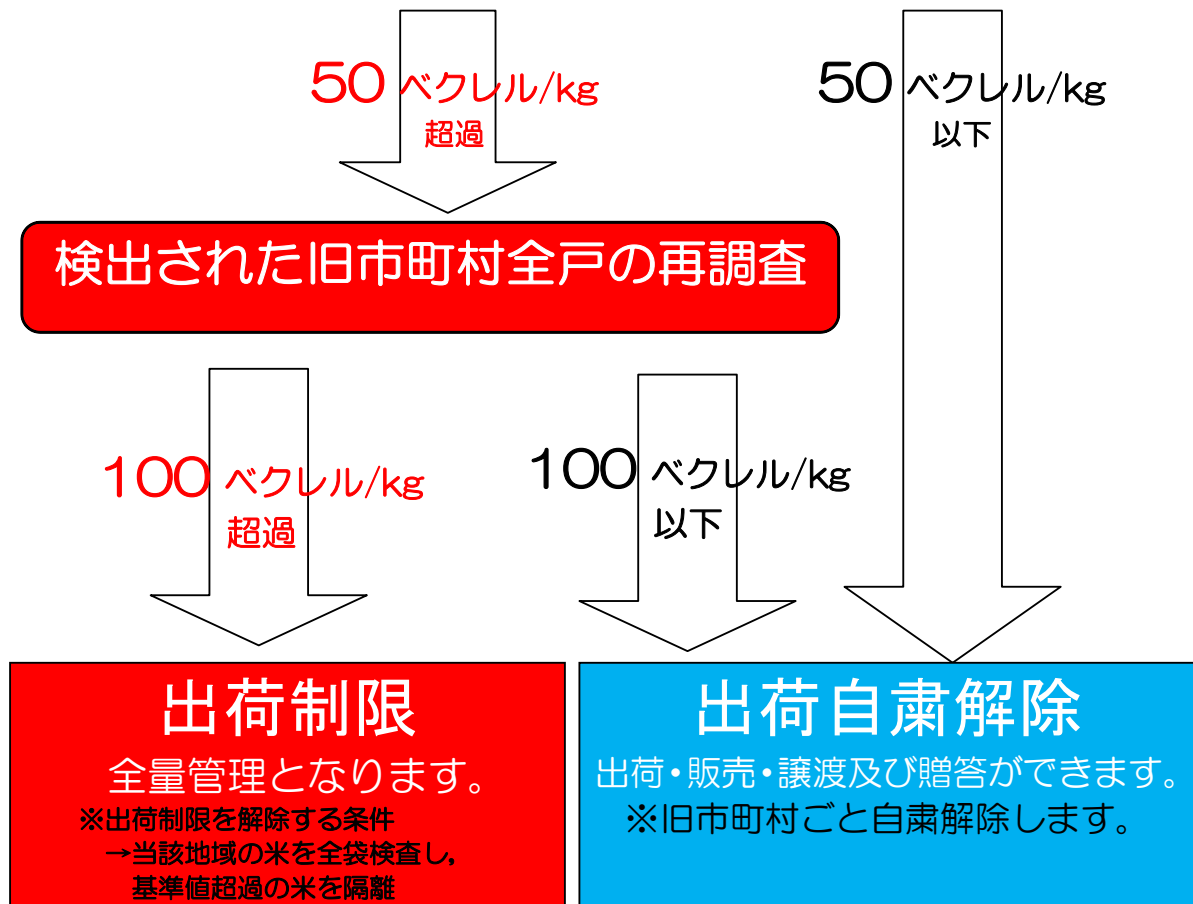 50 ベクレル/kg
超過
50 ベクレル/kg
以下
検出された旧市町村全戸の再調査
100 ベクレル/kg
超過
100 ベクレル/kg
以下
出荷制限
全量管理となります。
※出荷制限を解除する条件
→当該地域の米を全袋検査し,
基準値超過の米を隔離
出荷自粛解除
出荷・販売・譲渡及び贈答ができます。
※旧市町村ごと自粛解除します。